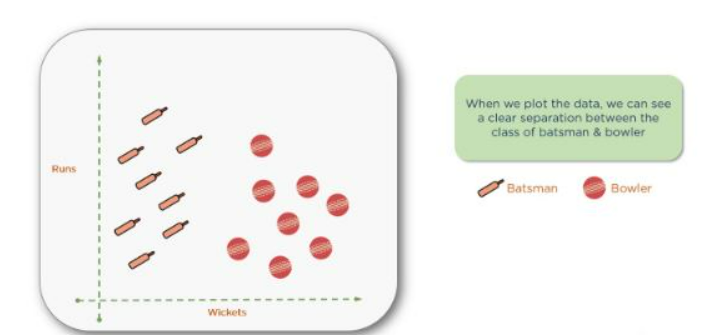 When we plot the data, we can see
a clear separation between the
class of batsman & bowler
Runs
Batsman
Bowler
Wickets